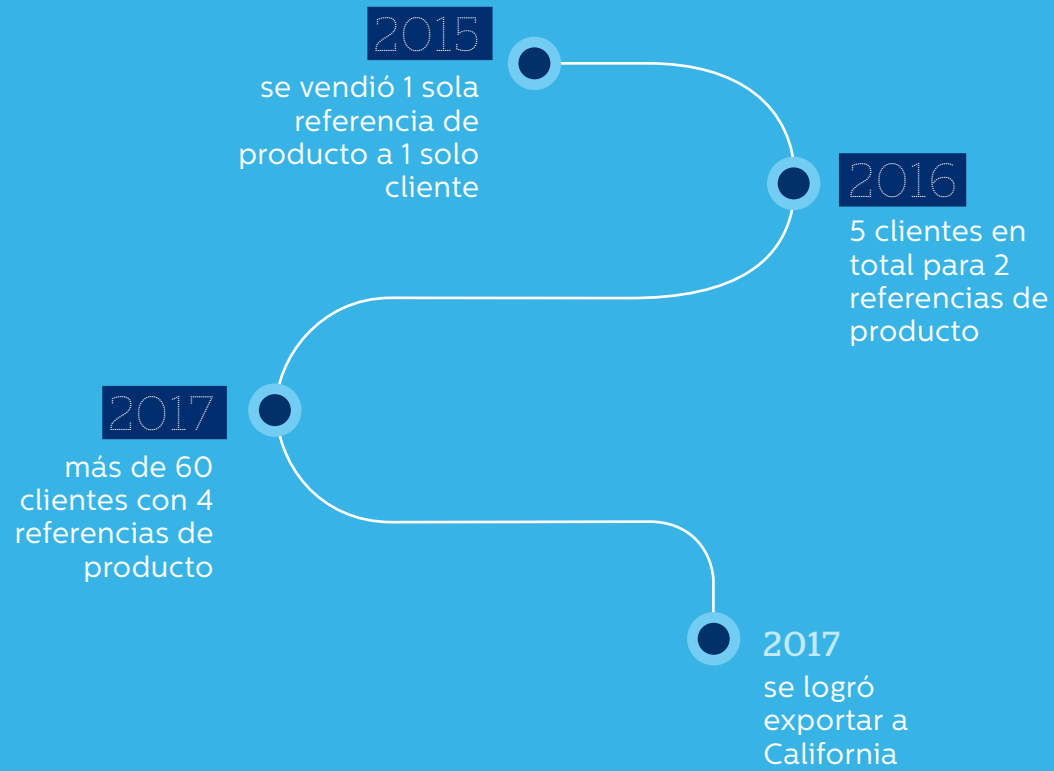 2015
se vendió 1 sola
referencia de
producto a 1 solo
cliente
2016
5 clientes en
total para 2
referencias de
producto
2017
más de 60
clientes con 4
referencias de
producto
2017
se logró
exportar a
California